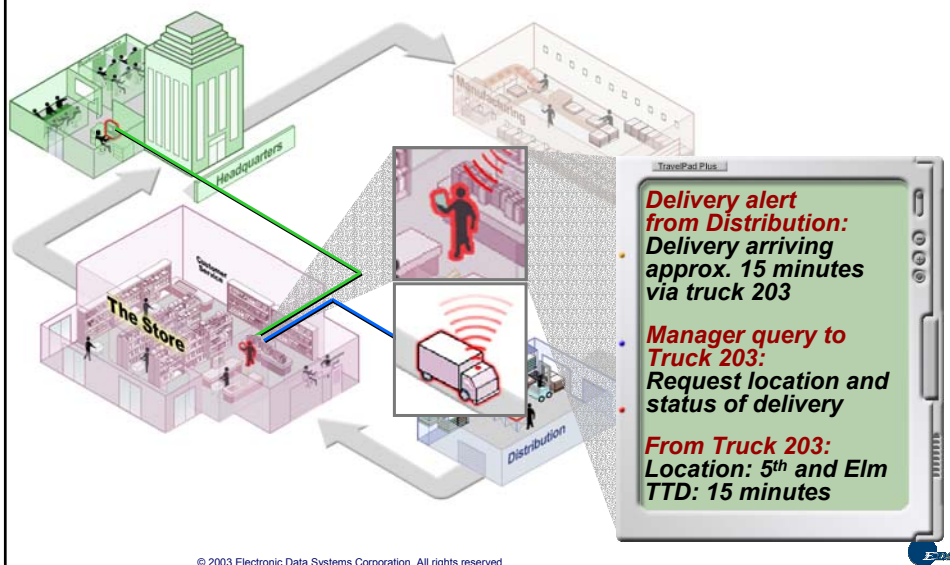 Manufacturing
Headquarters
Customer
Service
The Store
Distribution
TravelPad Plus
Delivery alert
from Distribution:
Delivery arriving
approx. 15 minutes
via truck 203
Manager query to
Truck 203:
Request location and
status of delivery
From Truck 203:
Location: 5th and Elm
TTD: 15 minutes
© 2003 Electronic Data Systems Corporation. All rights reserved
EDS